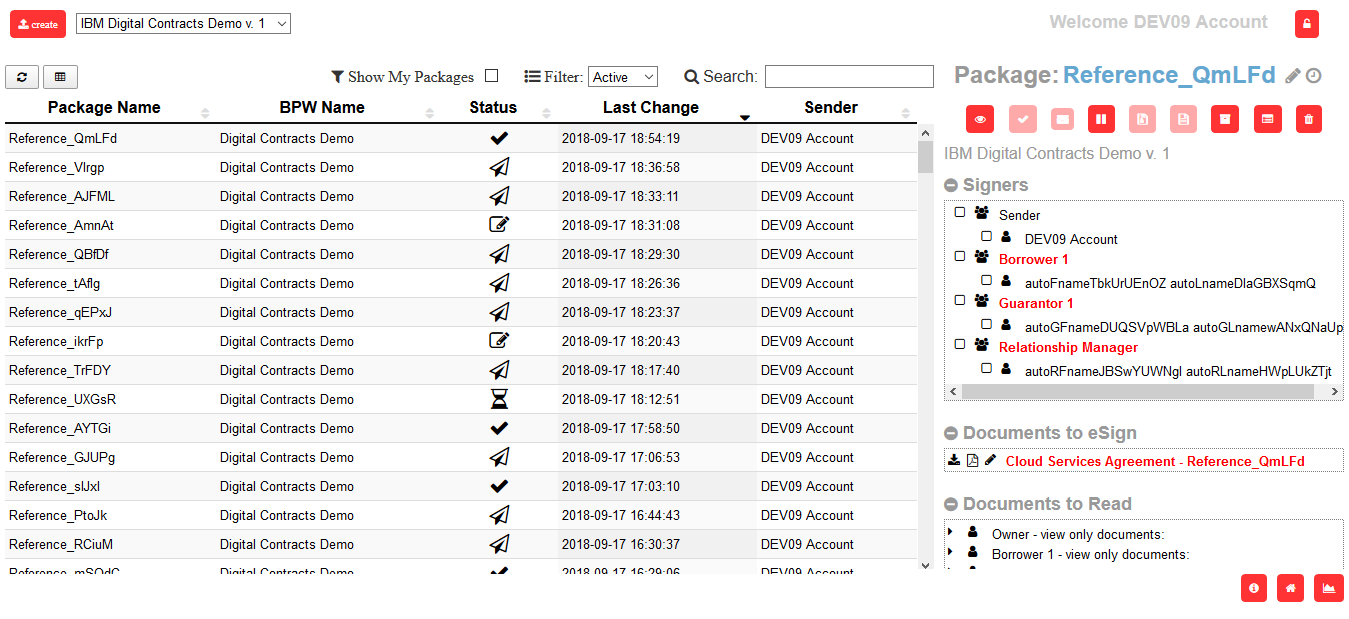 create
IBM Digital Contracts Demo v. 1
Welcome DEV09 Account
Show My Packages
Filter: Active
Search:
Package: Reference_QmLFd
Package Name BPW Name Status Last Change Sender
Reference_QmLFd Digital Contracts Demo 2018-09-17 18:54:19 DEV09 Account
Reference_VIrgp Digital Contracts Demo 2018-09-17 18:36:58 DEV09 Account
Reference_AJFML Digital Contracts Demo 2018-09-17 18:33:11 DEV09 Account
Reference_AmnAt Digital Contracts Demo 2018-09-17 18:31:08 DEV09 Account
Reference_QBfDf Digital Contracts Demo 2018-09-17 18:29:30 DEV09 Account
Reference_tAflg Digital Contracts Demo 2018-09-17 18:26:36 DEV09 Account
Reference_qEPxJ Digital Contracts Demo 2018-09-17 18:23:37 DEV09 Account
Reference_ikrFp Digital Contracts Demo 2018-09-17 18:20:43 DEV09 Account
Reference_TrFDY Digital Contracts Demo 2018-09-17 18:17:40 DEV09 Account
Reference_UXGsR Digital Contracts Demo 2018-09-17 18:12:51 DEV09 Account
Reference_AYTGi Digital Contracts Demo 2018-09-17 17:58:50 DEV09 Account
Reference_GJUPg Digital Contracts Demo 2018-09-17 17:06:53 DEV09 Account
Reference_slJxI Digital Contracts Demo 2018-09-17 17:03:10 DEV09 Account
Reference_PtoJk Digital Contracts Demo 2018-09-17 16:44:43 DEV09 Account
Reference_RCiuM Digital Contracts Demo 2018-09-17 16:30:37 DEV09 Account
Reference_mSOdC Digital Contracts Demo 2018-09-17 16:29:06 DEV09 Account
IBM Digital Contracts Demo v. 1
Signers
Sender
DEV09 Account
Borrower 1
autoFnameTbkUrUEnOZ autoLnameDlaGBXSqmQ
Guarantor 1
autoGFnameDUQSVpWBLa autoGLnamewANxQNaUp
Relationship Manager
autoRFnameJBSwYUWNgl autoRLnameHWpLUkZTjt
Documents to eSign
Cloud Services Agreement - Reference_QmLFd
Documents to Read
Owner - view only documents:
Borrower 1 - view only documents: